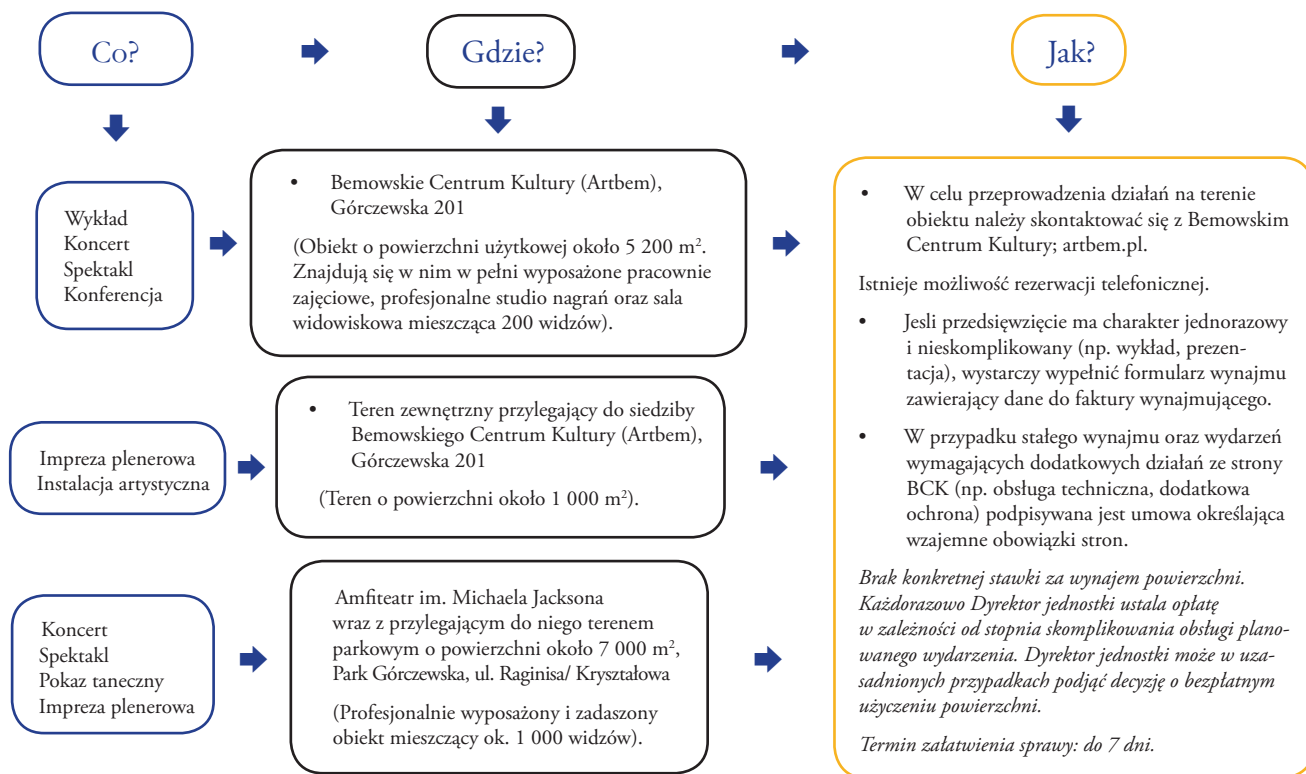 Co?
Gdzie?
Jak?
Wykład
Koncert
Spektakl
Konferencja
• Bemowskie Centrum Kultury (Artbem),
Górczewska 201
(Obiekt o powierzchni użytkowej około 5 200 m².
Znajdują się w nim w pełni wyposażone pracownie
zajęciowe, profesjonalne studio nagrań oraz sala
widowiskowa mieszcząca 200 widzów).
Impreza plenerowa
Instalacja artystyczna
• Teren zewnętrzny przylegający do siedziby
Bemowskiego Centrum Kultury (Artbem),
Górczewska 201
(Teren o powierzchni około 1 000 m²).
Koncert
Spektakl
Pokaz taneczny
Impreza plenerowa
Amfiteatr im. Michaela Jacksona
wraz z przylegającym do niego terenem
parkowym o powierzchni około 7 000 m²,
Park Górczewska, ul. Raginisa/ Kryształowa
(Profesjonalnie wyposażony i zadaszony
obiekt mieszczący ok. 1 000 widzów).
• W celu przeprowadzenia działań na terenie
obiektu należy skontaktować się z Bemowskim
Centrum Kultury; artbem.pl.
Istnieje możliwość rezerwacji telefonicznej.
• Jesli przedsięwzięcie ma charakter jednorazowy
i nieskomplikowany (np. wykład, prezen-
tacja), wystarczy wypełnić formularz wynajmu
zawierający dane do faktury wynajmującego.
• W przypadku stałego wynajmu oraz wydarzeń
wymagających dodatkowych działań ze strony
BCK (np. obsługa techniczna, dodatkowa
ochrona) podpisywana jest umowa określająca
wzajemne obowiązki stron.
Brak konkretnej stawki za wynajem powierzchni.
Każdorazowo Dyrektor jednostki ustala opłatę
w zależności od stopnia skomplikowania obsługi plano-
wanego wydarzenia. Dyrektor jednostki może w uza-
sadnionych przypadkach podjąć decyzję o bezpłatnym
użyczeniu powierzchni.
Termin załatwienia sprawy: do 7 dni.